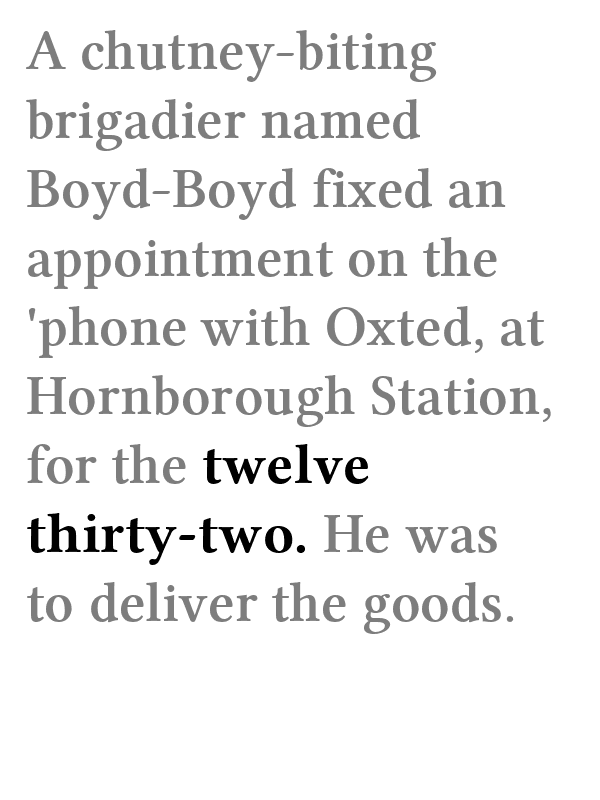 A chutney-biting
brigadier named
Boyd-Boyd fixed an
appointment on the
'phone with Oxted, at
Hornborough Station,
for the twelve
thirty-two. He was
to deliver the goods.